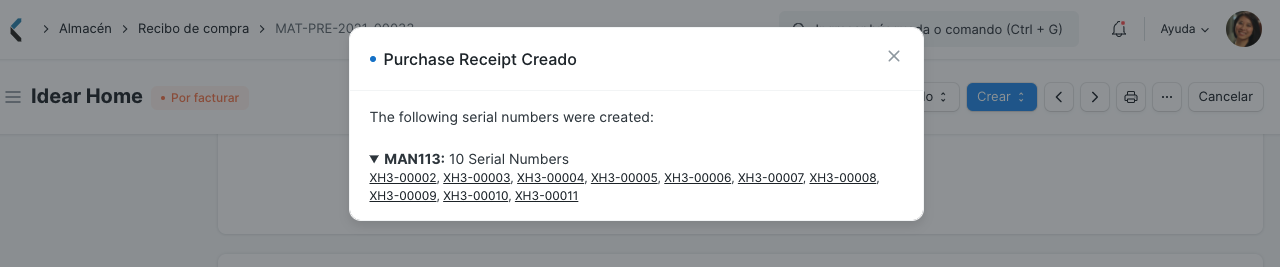 Almacén
Recibo de compra
MAT-PRE-2021-00023
o comando (Ctrl + G)
Ayuda
Purchase Receipt Creado
Idear Home
Por facturar
Crear
Cancelar
The following serial numbers were created:
MAN113: 10 Serial Numbers
XH3-00002, XH3-00003, XH3-00004, XH3-00005, XH3-00006, XH3-00007, XH3-00008,
XH3-00009, XH3-00010, XH3-00011